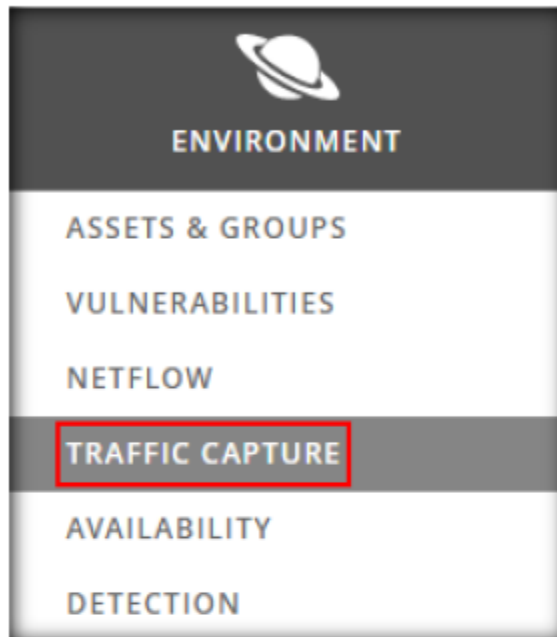 ENVIRONMENT
ASSETS & GROUPS
VULNERABILITIES
NETFLOW
TRAFFIC CAPTURE
AVAILABILITY
DETECTION